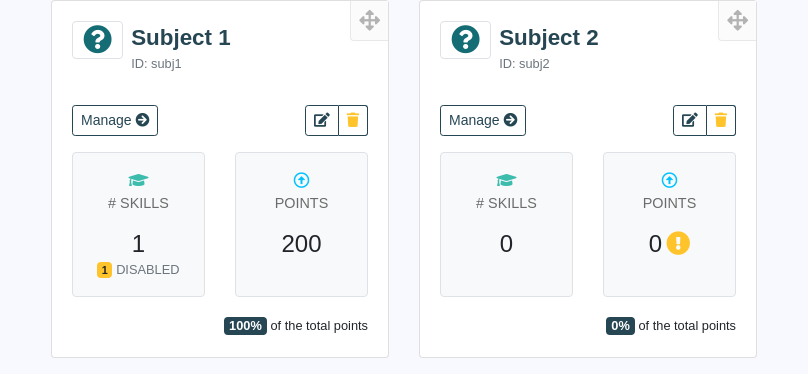 Subject 1
ID: subj1
Manage
# SKILLS
1
1 DISABLED
POINTS
200
100% of the total points
Subject 2
ID: subj2
Manage
# SKILLS
0
POINTS
0
0% of the total points